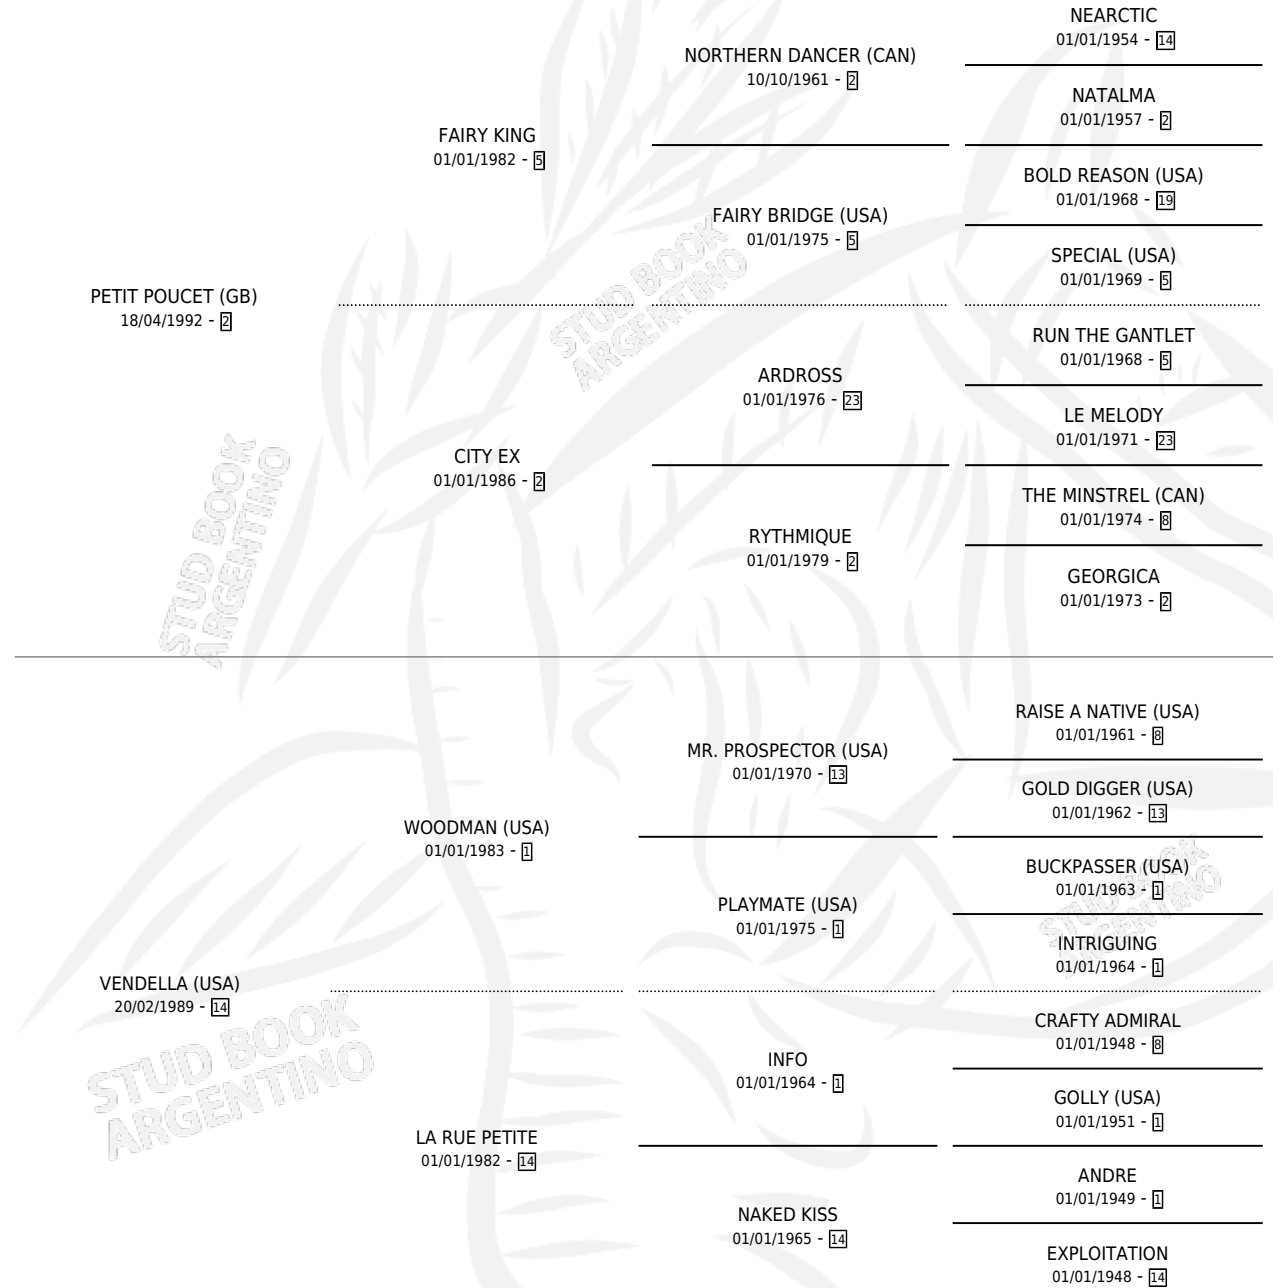 NEARCTIC
01/01/1954 - 14
NORTHERN DANCER (CAN)
10/10/1961 - 2
NATALMA
01/01/1957 - 2
FAIRY KING
01/01/1982 - 5
BOLD REASON (USA)
01/01/1968 - 19
FAIRY BRIDGE (USA)
01/01/1975 - 5
SPECIAL (USA)
01/01/1969 - 5
PETIT POUCET (GB)
18/04/1992 - 2
STUD BOOK
ARGENTINO
RUN THE GANTLET
01/01/1968 - 5
ARDROSS
01/01/1976 - 23
LE MELODY
01/01/1971 - 23
CITY EX
01/01/1986 - 2
THE MINSTREL (CAN)
01/01/1974 - 8
RYTHMIQUE
01/01/1979 - 2
GEORGICA
01/01/1973 - 2
STUD BOOK
ARGENTINO
RAISE A NATIVE (USA)
01/01/1961 - 8
MR. PROSPECTOR (USA)
01/01/1970 - 13
GOLD DIGGER (USA)
01/01/1962 - 13
WOODMAN (USA)
01/01/1983 - 1
BUCKPASSER (USA)
01/01/1963 - 1
PLAYMATE (USA)
01/01/1975 - 1
INTRIGUING
01/01/1964 - 1
STUD BOOK
ARGENTINO
VENDELLA (USA)
20/02/1989 - 14
CRAFTY ADMIRAL
01/01/1948 - 8
INFO
01/01/1964 - 1
GOLLY (USA)
01/01/1951 - 1
STUD BOOK
ARGENTINO
LA RUE PETITE
01/01/1982 - 14
ANDRE
01/01/1949 - 1
NAKED KISS
01/01/1965 - 14
EXPLOITATION
01/01/1948 - 14